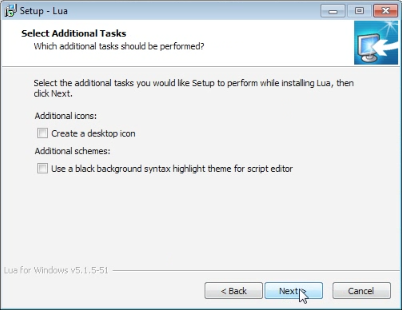 Setup - Lua
Select Additional Tasks
Which additional tasks should be performed?
Select the additional tasks you would like Setup to perform while installing Lua, then
click Next.
Additional icons:
Create a desktop icon
Additional schemes:
Use a black background syntax highlight theme for script editor
Lua for Windows v5.1.5-51
< Back
Next >
Cancel